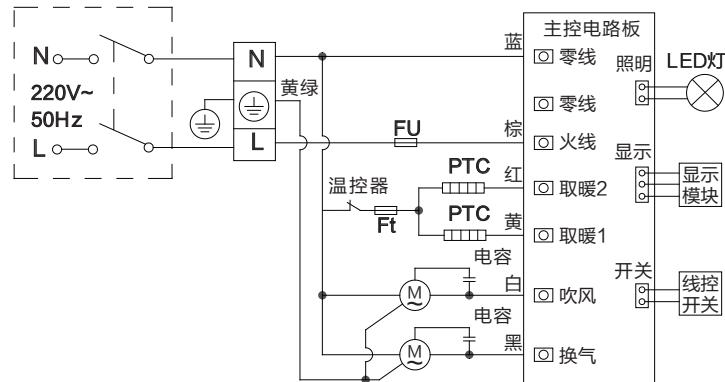 主控电路板
N
220V~
50Hz
L
N
L
黄绿
蓝
零线
零线
照明
LED灯
FU
棕
火线
显示
显示
模块
温控器
Ft
PTC
红
取暖2
PTC
黄
取暖1
电容
M
~
白
吹风
开关
线控
开关
电容
M
~
黑
换气